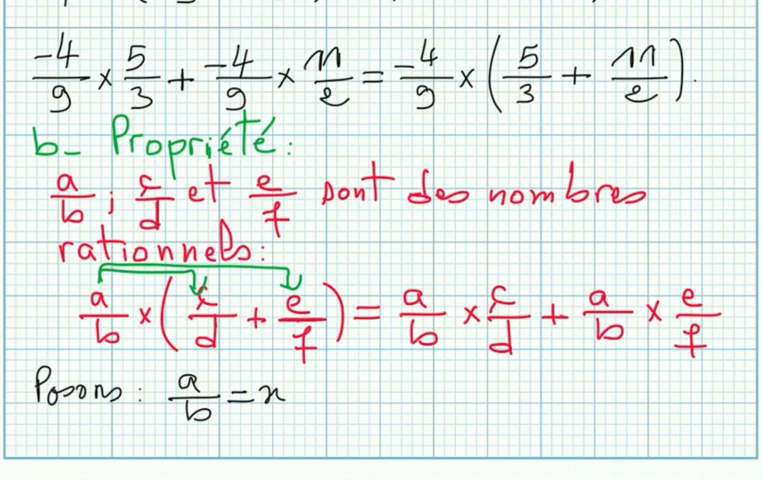 -4/9 × 5/3 + -4/9 × 11/2 = -4/9 × (5/3 + 11/2).
b- Propriété:
a/b ; c/d et e/f sont des nombres
rationnels:
a/b × (c/d + e/f) = a/b × c/d + a/b × e/f
Posons : a/b = x